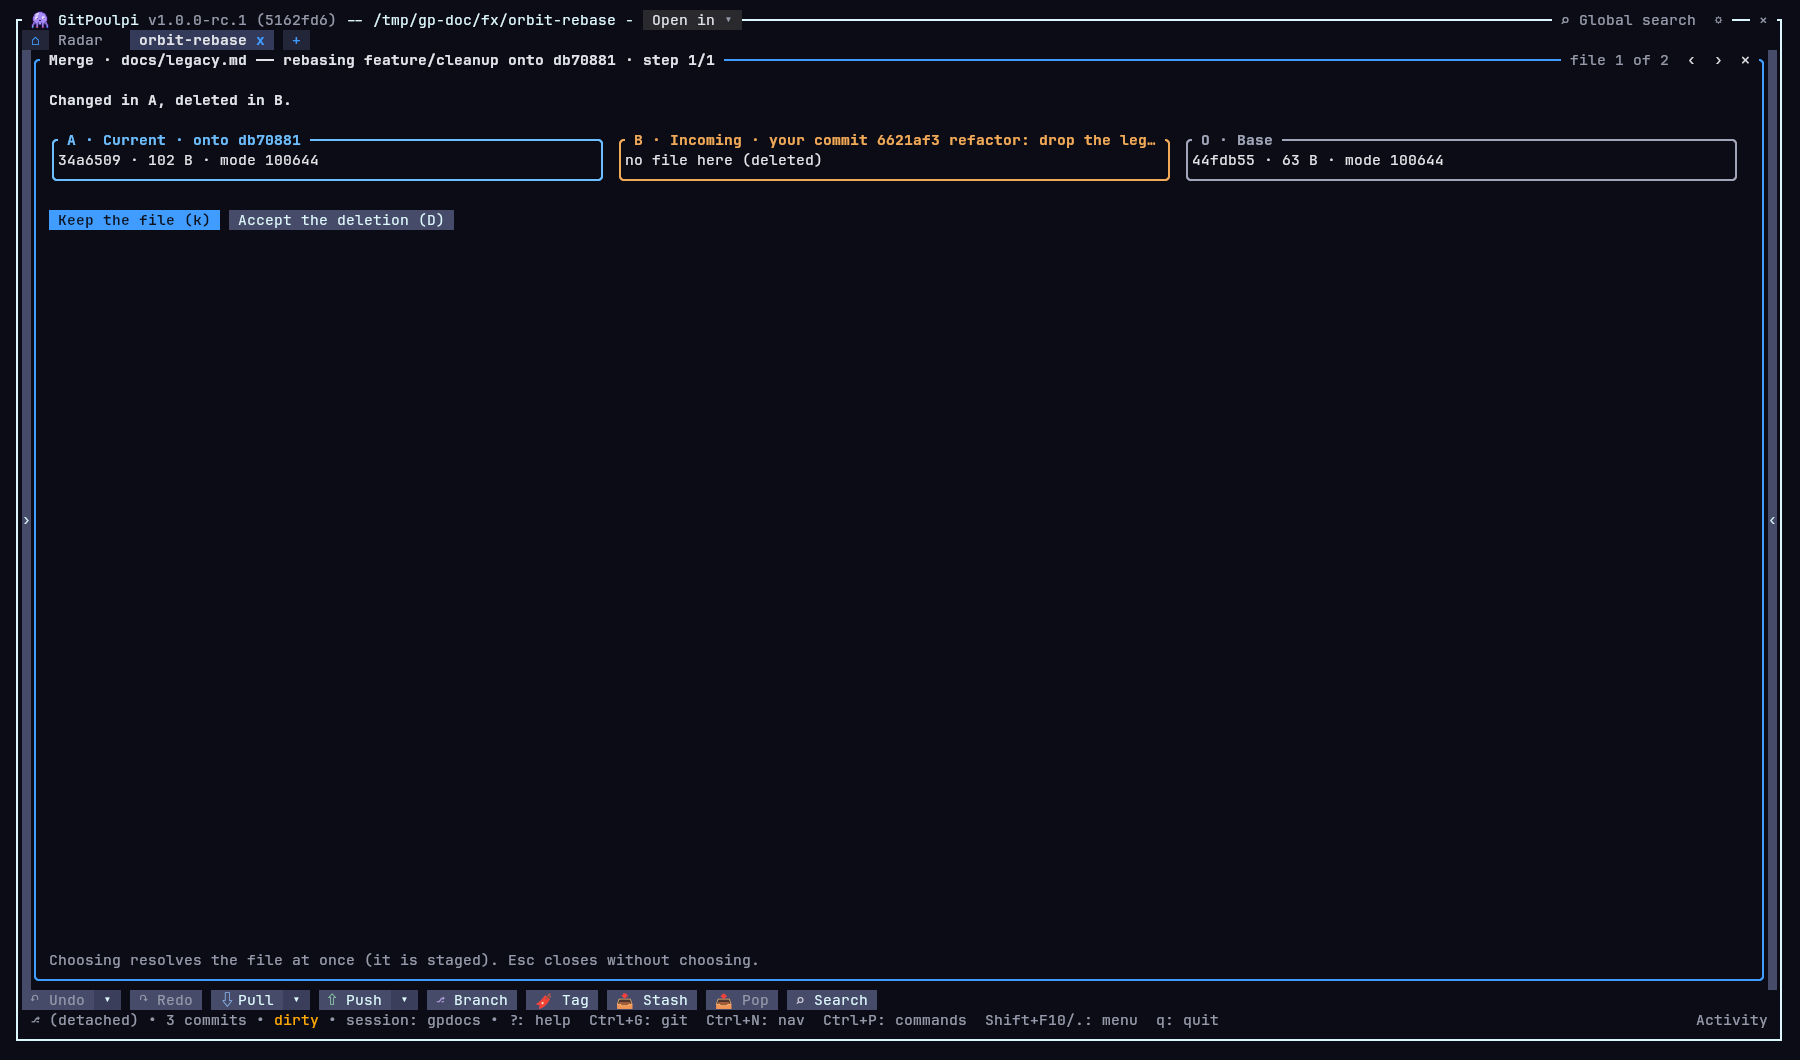 GitPoulpi v1.0.0-rc.1 (5162fd6) —— /tmp/gp-doc/fx/orbit-rebase - Open in ▾ ⌕ Global search ⚙ ×
⌂ Radar orbit-rebase x +
Merge · docs/legacy.md —— rebasing feature/cleanup onto db70881 · step 1/1 file 1 of 2 ‹ › ×
Changed in A, deleted in B.
A · Current · onto db70881 B · Incoming · your commit 6621af3 refactor: drop the leg… O · Base
34a6509 · 102 B · mode 100644 no file here (deleted) 44fdb55 · 63 B · mode 100644
Keep the file (k) Accept the deletion (D)
› ‹
Choosing resolves the file at once (it is staged). Esc closes without choosing.
↶ Undo ▾ ↷ Redo ⇩ Pull ▾ ⇧ Push ▾ ⎇ Branch Tag Stash Pop ⌕ Search
⎇ (detached) • 3 commits • dirty • session: gpdocs • ?: help Ctrl+G: git Ctrl+N: nav Ctrl+P: commands Shift+F10/.: menu q: quit Activity